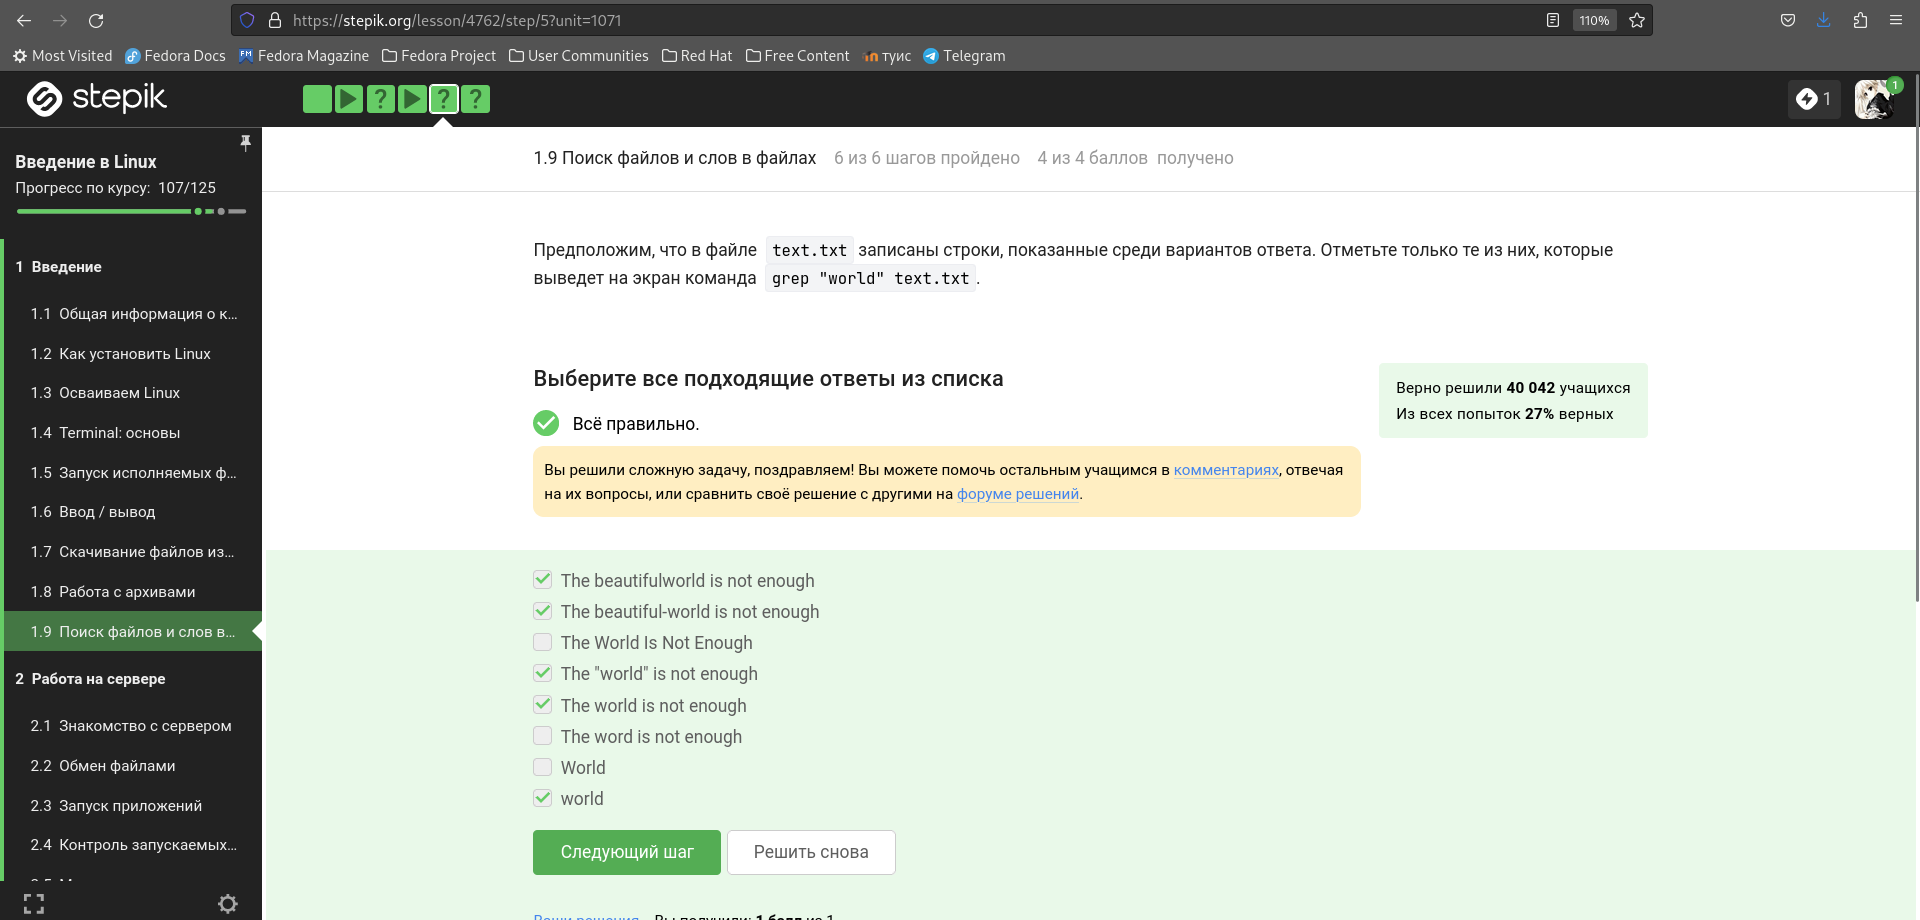 https://stepik.org/lesson/4762/step/5?unit=1071
110%
Most Visited Fedora Docs Fedora Magazine Fedora Project User Communities Red Hat Free Content туис Telegram
stepik
? ? ?
1
1
Введение в Linux
Прогресс по курсу: 107/125
1 Введение
1.1 Общая информация о к...
1.2 Как установить Linux
1.3 Осваиваем Linux
1.4 Terminal: основы
1.5 Запуск исполняемых ф...
1.6 Ввод / вывод
1.7 Скачивание файлов из...
1.8 Работа с архивами
1.9 Поиск файлов и слов в...
2 Работа на сервере
2.1 Знакомство с сервером
2.2 Обмен файлами
2.3 Запуск приложений
2.4 Контроль запускаемых...
1.9 Поиск файлов и слов в файлах 6 из 6 шагов пройдено 4 из 4 баллов получено
Предположим, что в файле text.txt записаны строки, показанные среди вариантов ответа. Отметьте только те из них, которые
выведет на экран команда grep "world" text.txt.
Выберите все подходящие ответы из списка
Всё правильно.
Верно решили 40 042 учащихся
Из всех попыток 27% верных
Вы решили сложную задачу, поздравляем! Вы можете помочь остальным учащимся в комментариях, отвечая
на их вопросы, или сравнить своё решение с другими на форуме решений.
The beautifulworld is not enough
The beautiful-world is not enough
The World Is Not Enough
The "world" is not enough
The world is not enough
The word is not enough
World
world
Следующий шаг Решить снова
Ваши решения Вы получили: 1 балл из 1